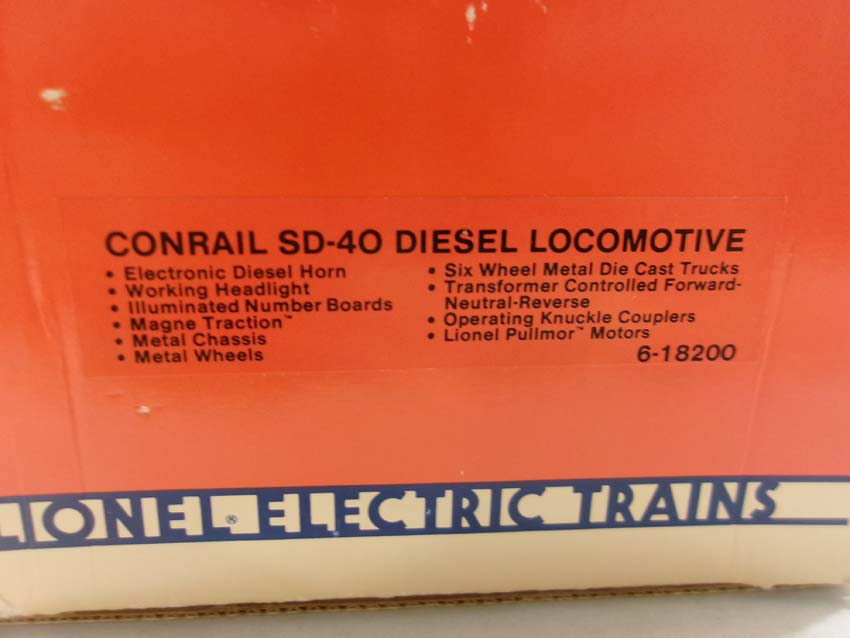 CONRAIL SD-40 DIESEL LOCOMOTIVE
• Electronic Diesel Horn
• Working Headlight
• Illuminated Number Boards
• Magne Traction™
• Metal Chassis
• Metal Wheels
• Six Wheel Metal Die Cast Trucks
• Transformer Controlled Forward-
Neutral-Reverse
• Operating Knuckle Couplers
• Lionel Pullmor™ Motors
6-18200
LIONEL® ELECTRIC TRAINS